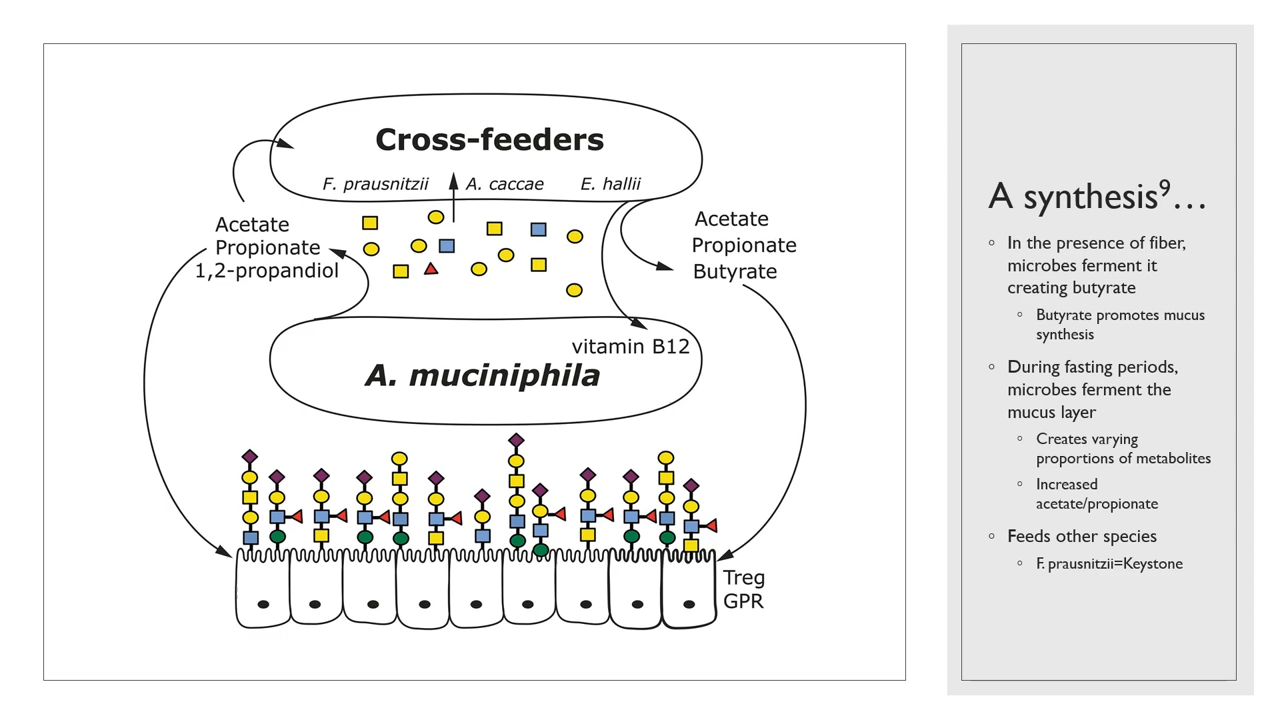 Cross-feeders
F. prausnitzii A. caccae E. hallii
Acetate
Propionate
1,2-propandiol
Acetate
Propionate
Butyrate
vitamin B12
A. muciniphila
Treg
GPR
A synthesis⁹…
◦ In the presence of fiber,
microbes ferment it
creating butyrate
◦ Butyrate promotes mucus
synthesis
◦ During fasting periods,
microbes ferment the
mucus layer
◦ Creates varying
proportions of metabolites
◦ Increased
acetate/propionate
◦ Feeds other species
◦ F. prausnitzii=Keystone